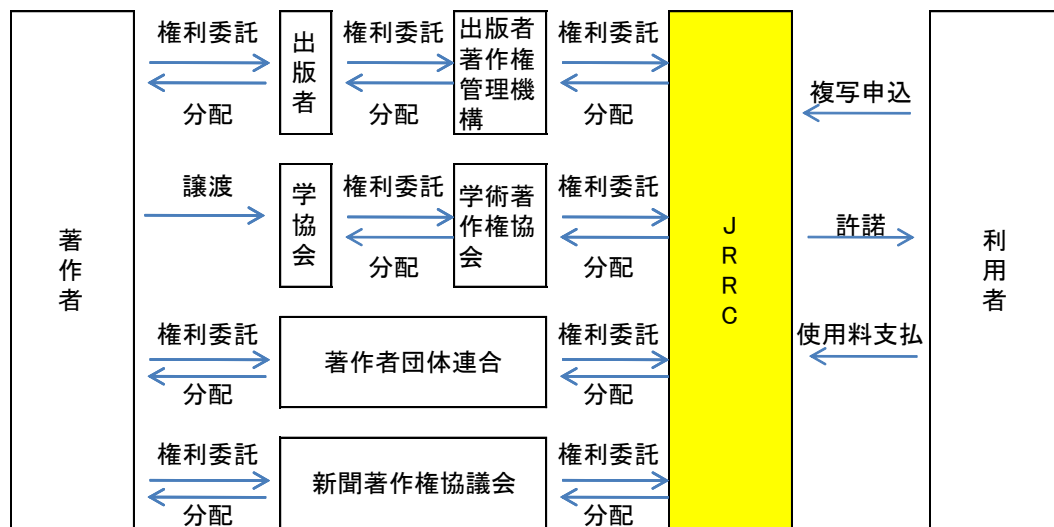 権利委託
出版者
権利委託
出版者
著作権
管理機
構
権利委託
分配
分配
分配
複写申込
譲渡
学協会
権利委託
学術著
作権協
会
権利委託
分配
分配
著作者
JRRC
許諾
利用者
権利委託
著作者団体連合
権利委託
使用料支払
分配
分配
権利委託
新聞著作権協議会
権利委託
分配
分配